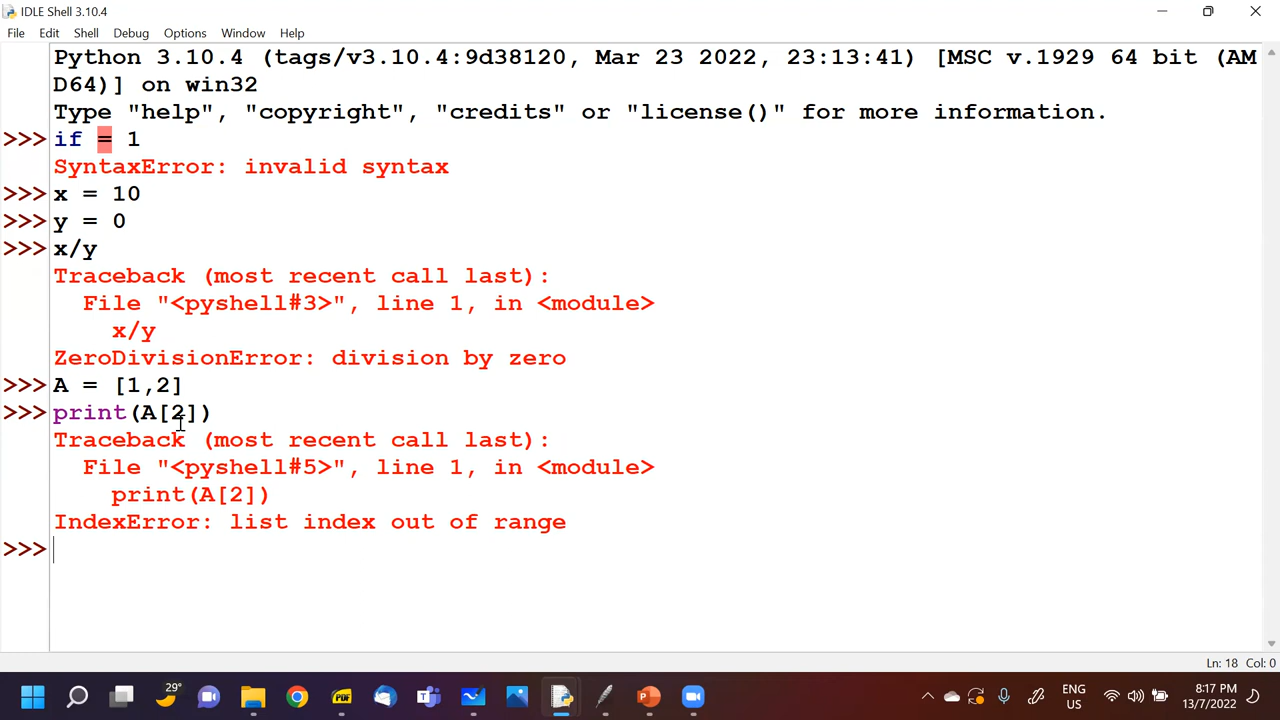 IDLE Shell 3.10.4
File Edit Shell Debug Options Window Help
Python 3.10.4 (tags/v3.10.4:9d38120, Mar 23 2022, 23:13:41) [MSC v.1929 64 bit (AM
D64)] on win32
Type "help", "copyright", "credits" or "license()" for more information.
>>> if = 1
SyntaxError: invalid syntax
>>> x = 10
>>> y = 0
>>> x/y
Traceback (most recent call last):
  File "<pyshell#3>", line 1, in <module>
    x/y
ZeroDivisionError: division by zero
>>> A = [1,2]
>>> print(A[2])
Traceback (most recent call last):
  File "<pyshell#5>", line 1, in <module>
    print(A[2])
IndexError: list index out of range
>>>
Ln: 18 Col: 0
29°
PDF
ENG
US
8:17 PM
13/7/2022